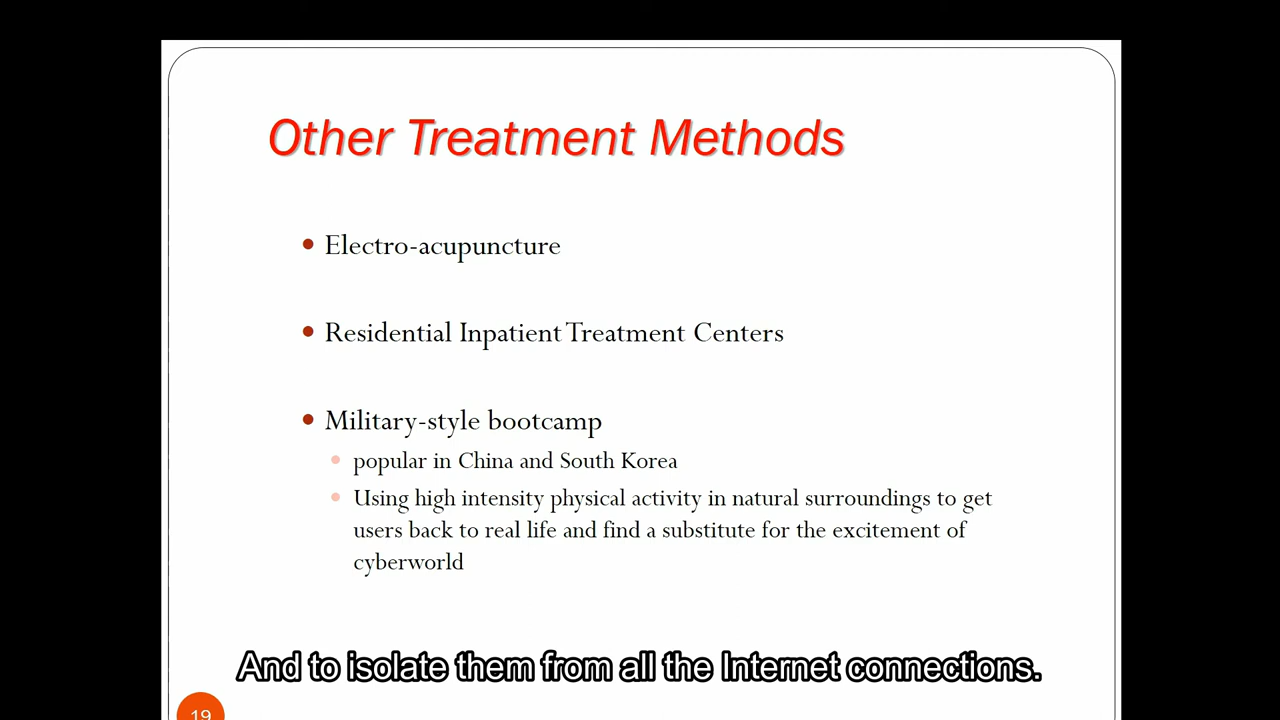 Other Treatment Methods
• Electro-acupuncture
• Residential Inpatient Treatment Centers
• Military-style bootcamp
• popular in China and South Korea
• Using high intensity physical activity in natural surroundings to get
users back to real life and find a substitute for the excitement of
cyberworld
And to isolate them from all the Internet connections.
19